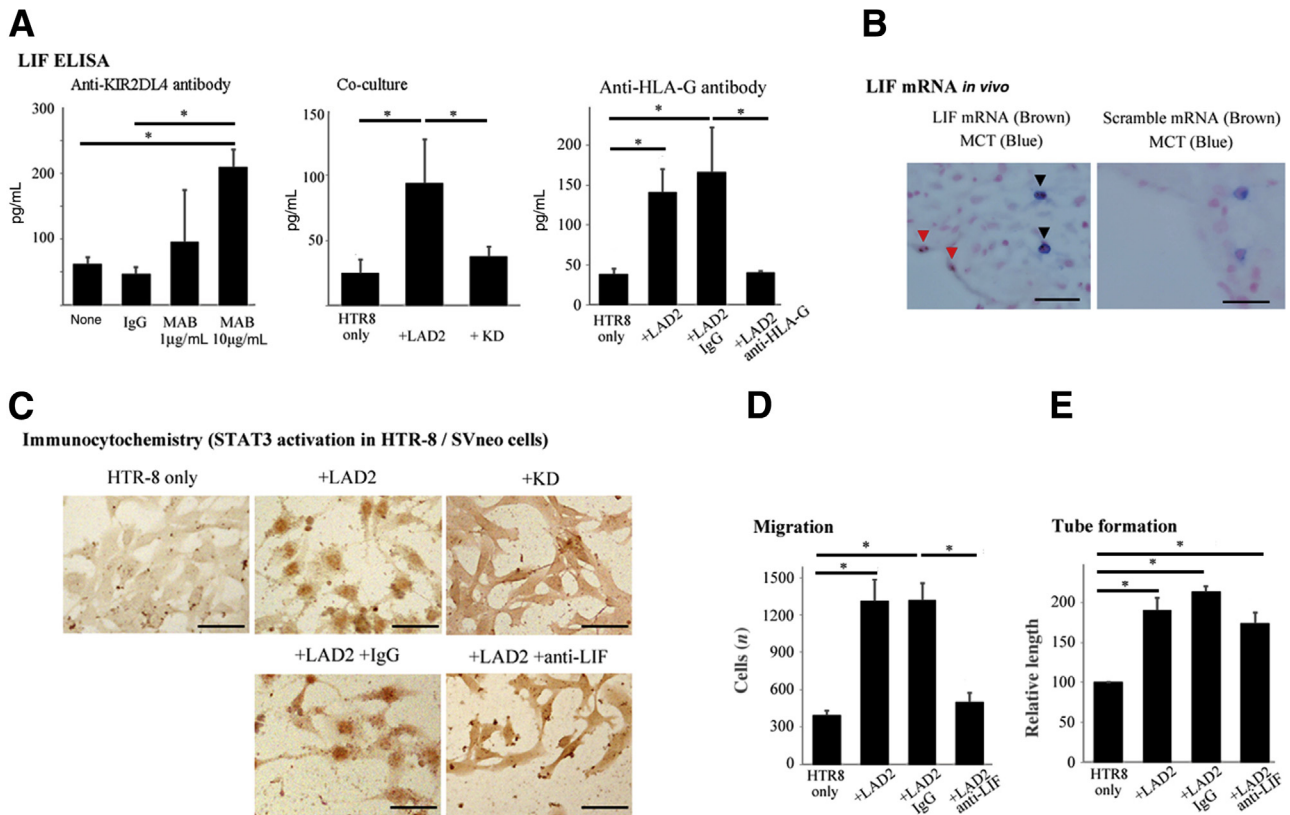 A
LIF ELISA
Anti-KIR2DL4 antibody
300
200
100
pg/mL
None
IgG
MAB
1μg/mL
MAB
10μg/mL
*
*
Co-culture
150
100
50
pg/mL
HTR8
only
+LAD2
+ KD
*
*
Anti-HLA-G antibody
200
150
100
50
0
pg/mL
HTR8
only
+LAD2
+LAD2
IgG
+LAD2
anti-HLA-G
*
*
*
B
LIF mRNA in vivo
LIF mRNA (Brown)
MCT (Blue)
Scramble mRNA (Brown)
MCT (Blue)
C
Immunocytochemistry (STAT3 activation in HTR-8 / SVneo cells)
HTR-8 only
+LAD2
+KD
+LAD2 +IgG
+LAD2 +anti-LIF
D
Migration
1500
1200
900
600
300
0
Cells (n)
HTR8
only
+LAD2
+LAD2
IgG
+LAD2
anti-LIF
*
*
*
E
Tube formation
200
150
100
50
0
Relative length
HTR8
only
+LAD2
+LAD2
IgG
+LAD2
anti-LIF
*
*
*